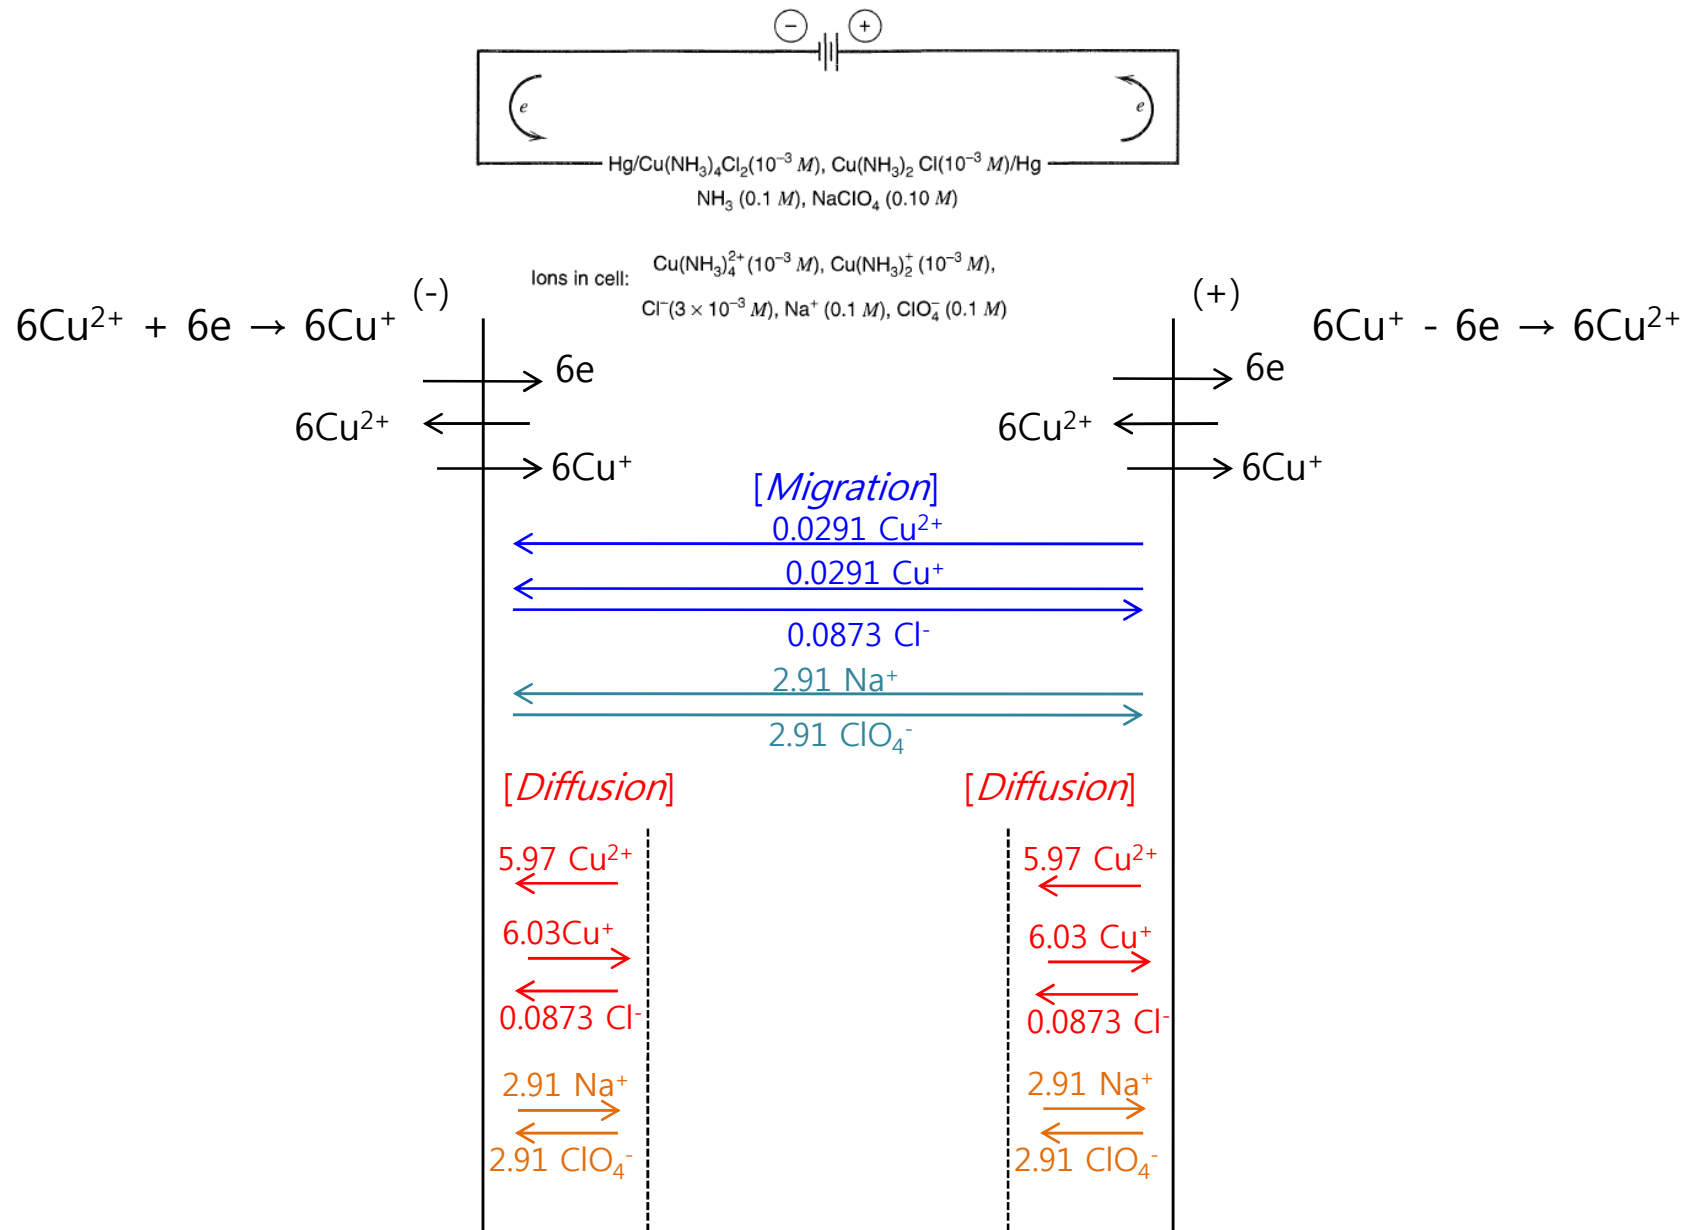 − +
e e
Hg/Cu(NH₃)₄Cl₂(10⁻³ M), Cu(NH₃)₂ Cl(10⁻³ M)/Hg
NH₃ (0.1 M), NaClO₄ (0.10 M)
Ions in cell: Cu(NH₃)₄²⁺ (10⁻³ M), Cu(NH₃)₂⁺ (10⁻³ M),
Cl⁻(3 × 10⁻³ M), Na⁺ (0.1 M), ClO₄⁻ (0.1 M)
(-) (+)
6Cu²⁺ + 6e → 6Cu⁺ 6Cu⁺ - 6e → 6Cu²⁺
6e 6e
6Cu²⁺ 6Cu²⁺
6Cu⁺ 6Cu⁺
[Migration]
0.0291 Cu²⁺
0.0291 Cu⁺
0.0873 Cl⁻
2.91 Na⁺
2.91 ClO₄⁻
[Diffusion] [Diffusion]
5.97 Cu²⁺ 5.97 Cu²⁺
6.03Cu⁺ 6.03 Cu⁺
0.0873 Cl⁻ 0.0873 Cl⁻
2.91 Na⁺ 2.91 Na⁺
2.91 ClO₄⁻ 2.91 ClO₄⁻